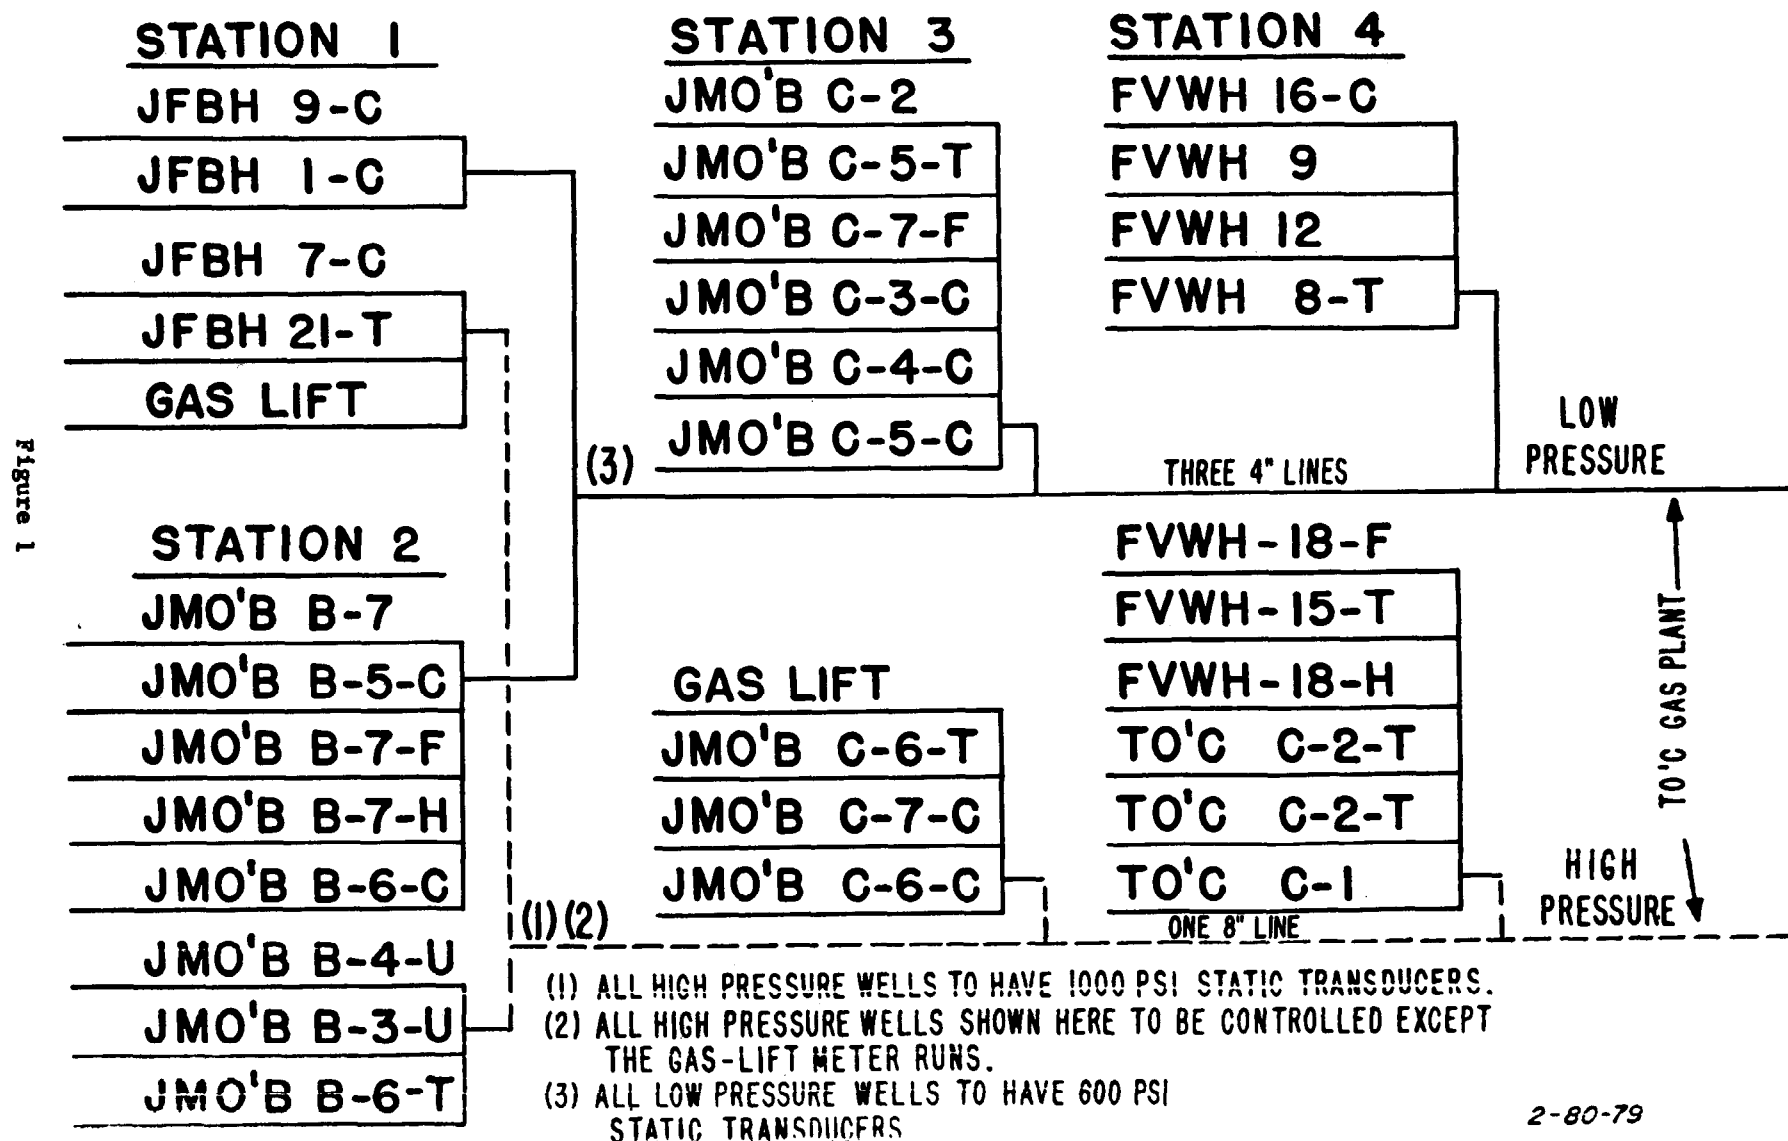 STATION 1
JFBH 9-C
JFBH 1-C
JFBH 7-C
JFBH 21-T
GAS LIFT
STATION 2
JMO'B B-7
JMO'B B-5-C
JMO'B B-7-F
JMO'B B-7-H
JMO'B B-6-C
JMO'B B-4-U
JMO'B B-3-U
JMO'B B-6-T
STATION 3
JMO'B C-2
JMO'B C-5-T
JMO'B C-7-F
JMO'B C-3-C
JMO'B C-4-C
JMO'B C-5-C
(3)
GAS LIFT
JMO'B C-6-T
JMO'B C-7-C
JMO'B C-6-C
(1) (2)
STATION 4
FVWH 16-C
FVWH 9
FVWH 12
FVWH 8-T
THREE 4" LINES
LOW
PRESSURE
FVWH-18-F
FVWH-15-T
FVWH-18-H
TO'C C-2-T
TO'C C-2-T
TO'C C-1
ONE 8" LINE
TO'C GAS PLANT
HIGH
PRESSURE
(1) ALL HIGH PRESSURE WELLS TO HAVE 1000 PSI STATIC TRANSDUCERS.
(2) ALL HIGH PRESSURE WELLS SHOWN HERE TO BE CONTROLLED EXCEPT
THE GAS-LIFT METER RUNS.
(3) ALL LOW PRESSURE WELLS TO HAVE 600 PSI
STATIC TRANSDUCERS
2-80-79
Figure 1